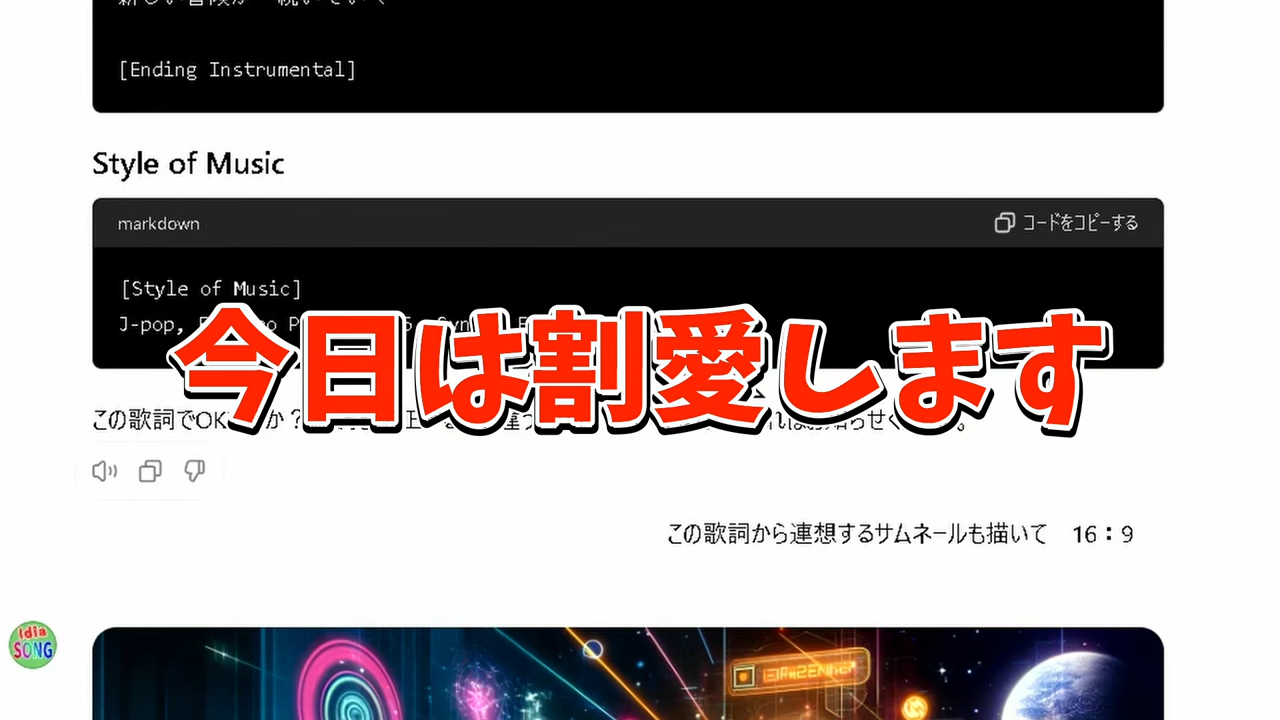 [Ending Instrumental]
Style of Music
markdown
コードをコピーする
[Style of Music]
J-pop,
今日は割愛します
この歌詞でOK
この歌詞から連想するサムネールも描いて 16：9
Idia
SONG